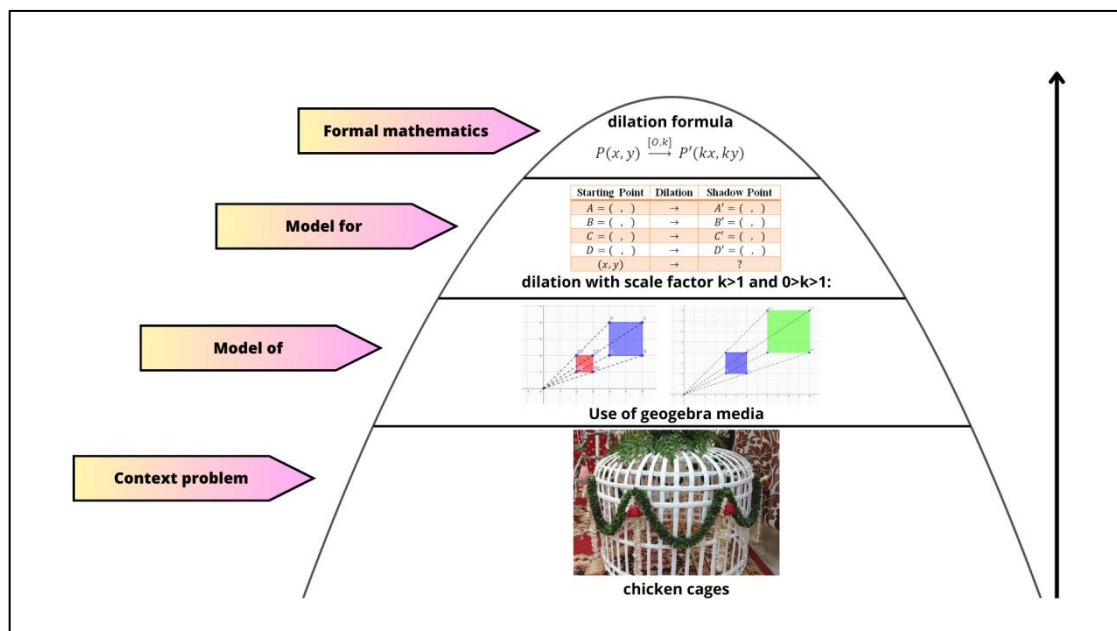 Formal mathematics
dilation formula
P(x, y) [O,k]⟶ P′(kx, ky)
Model for
Starting Point Dilation Shadow Point
A = ( , ) → A′ = ( , )
B = ( , ) → B′ = ( , )
C = ( , ) → C′ = ( , )
D = ( , ) → D′ = ( , )
(x, y) → ?
dilation with scale factor k>1 and 0>k>1:
Model of
Use of geogebra media
Context problem
chicken cages